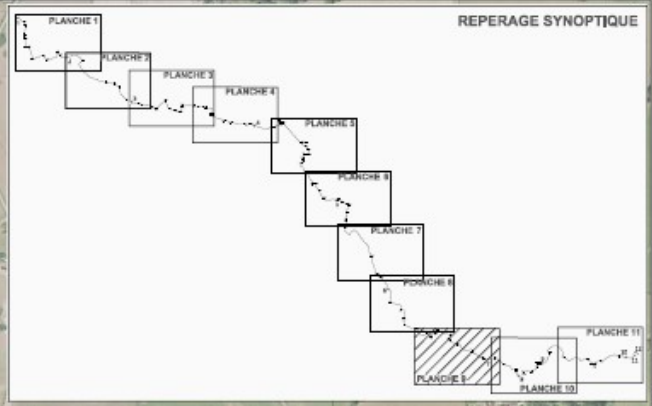 REPERAGE SYNOPTIQUE
PLANCHE 1
PLANCHE 2
PLANCHE 3
PLANCHE 4
PLANCHE 5
PLANCHE 6
PLANCHE 7
PLANCHE 8
PLANCHE 9
PLANCHE 10
PLANCHE 11